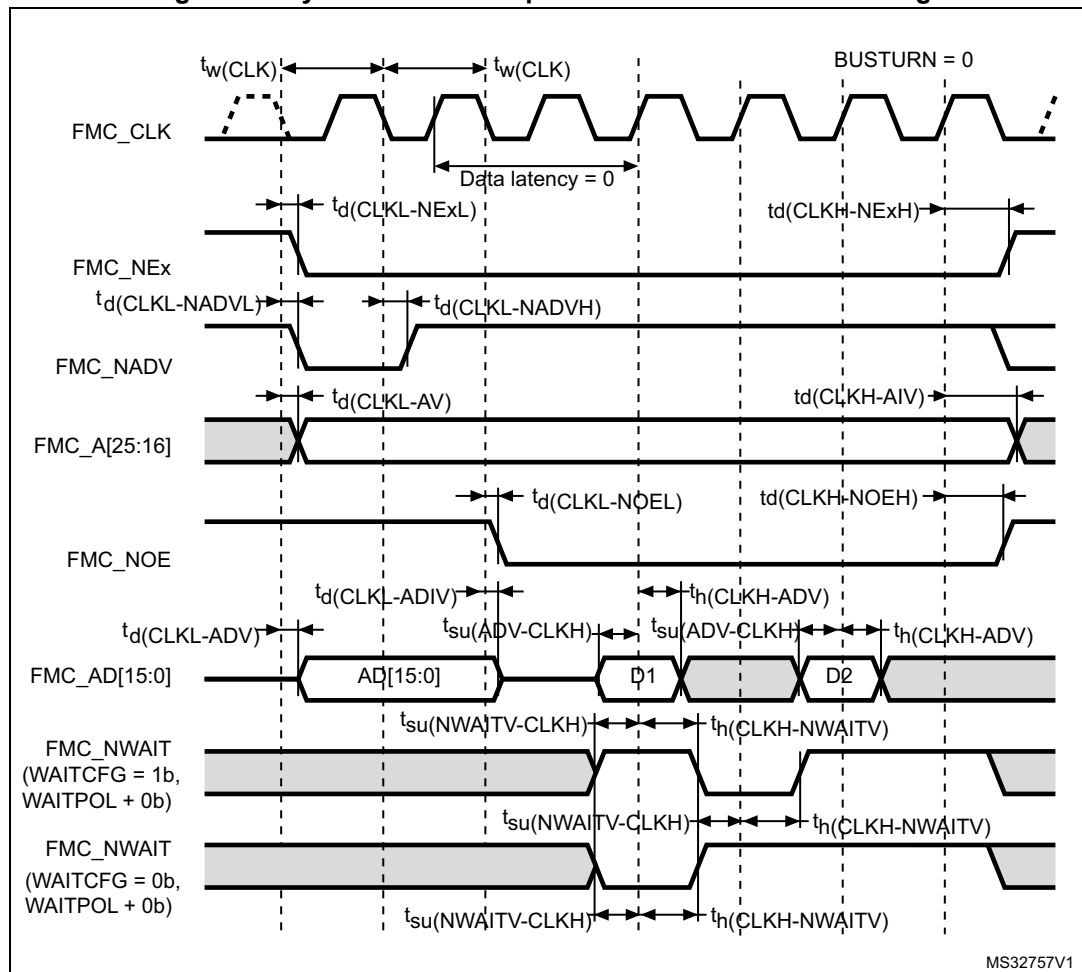 BUSTURN = 0
tw(CLK)
tw(CLK)
FMC_CLK
Data latency = 0
td(CLKL-NExL)
td(CLKH-NExH)
FMC_NEx
td(CLKL-NADVL)
td(CLKL-NADVH)
FMC_NADV
td(CLKL-AV)
td(CLKH-AIV)
FMC_A[25:16]
td(CLKL-NOEL)
td(CLKH-NOEH)
FMC_NOE
td(CLKL-ADIV)
th(CLKH-ADV)
td(CLKL-ADV)
tsu(ADV-CLKH)
tsu(ADV-CLKH)
th(CLKH-ADV)
FMC_AD[15:0]
AD[15:0]
D1
D2
tsu(NWAITV-CLKH)
th(CLKH-NWAITV)
FMC_NWAIT
(WAITCFG = 1b,
WAITPOL + 0b)
tsu(NWAITV-CLKH)
th(CLKH-NWAITV)
FMC_NWAIT
(WAITCFG = 0b,
WAITPOL + 0b)
tsu(NWAITV-CLKH)
th(CLKH-NWAITV)
MS32757V1